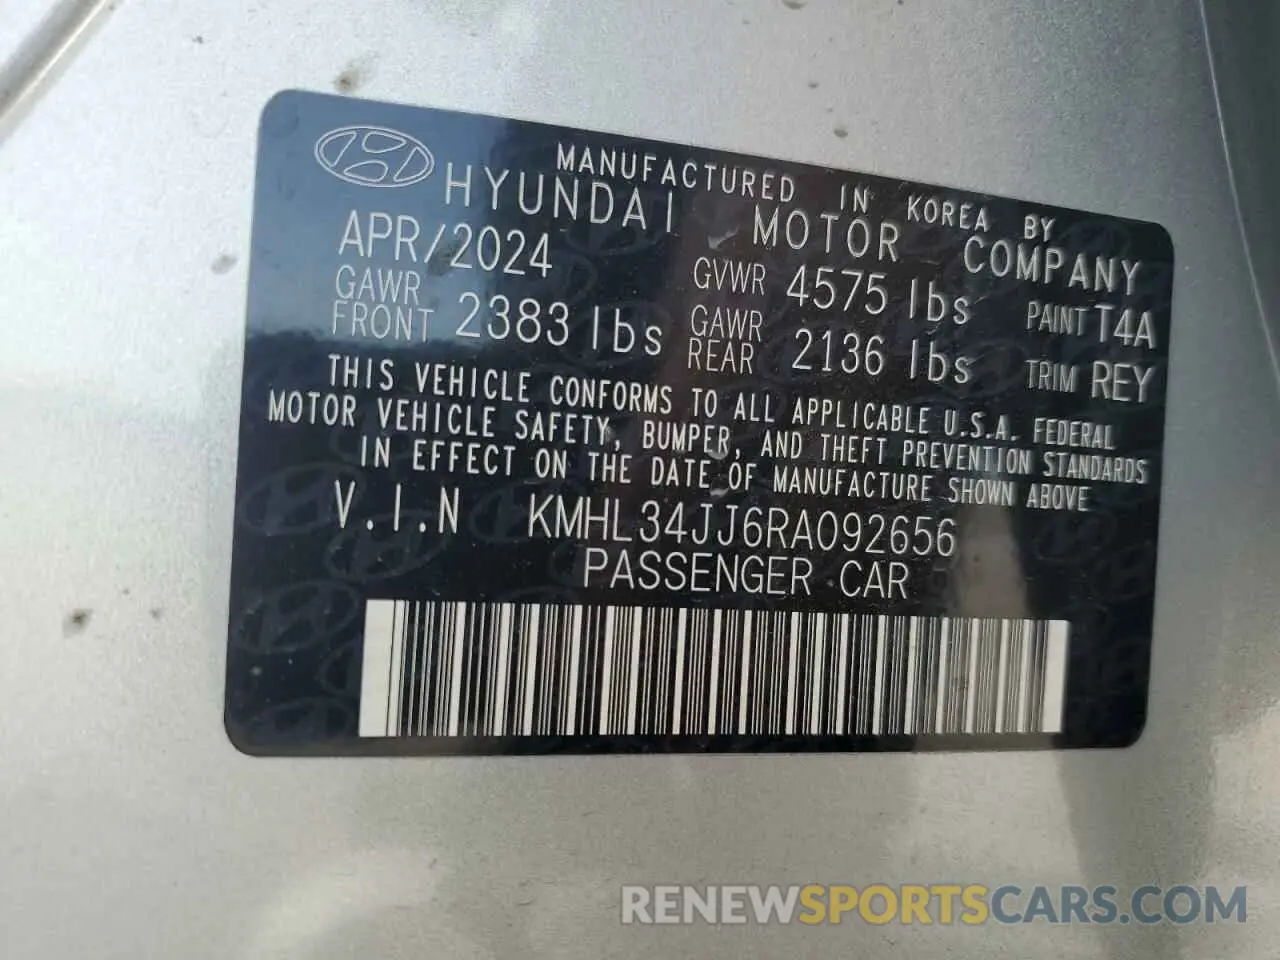 MANUFACTURED IN KOREA BY
HYUNDAI MOTOR COMPANY
APR/2024 GVWR 4575 lbs PAINT T4A
GAWR FRONT 2383 lbs GAWR REAR 2136 lbs TRIM REY
THIS VEHICLE CONFORMS TO ALL APPLICABLE U.S.A. FEDERAL
MOTOR VEHICLE SAFETY, BUMPER, AND THEFT PREVENTION STANDARDS
IN EFFECT ON THE DATE OF MANUFACTURE SHOWN ABOVE
V.I.N KMHL34JJ6RA092656
PASSENGER CAR
RENEWSPORTSCARS.COM